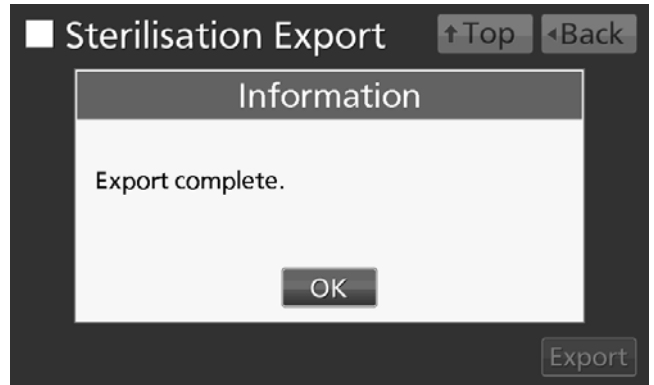 Sterilisation Export
↑Top
◂Back
Information
Export complete.
OK
Export